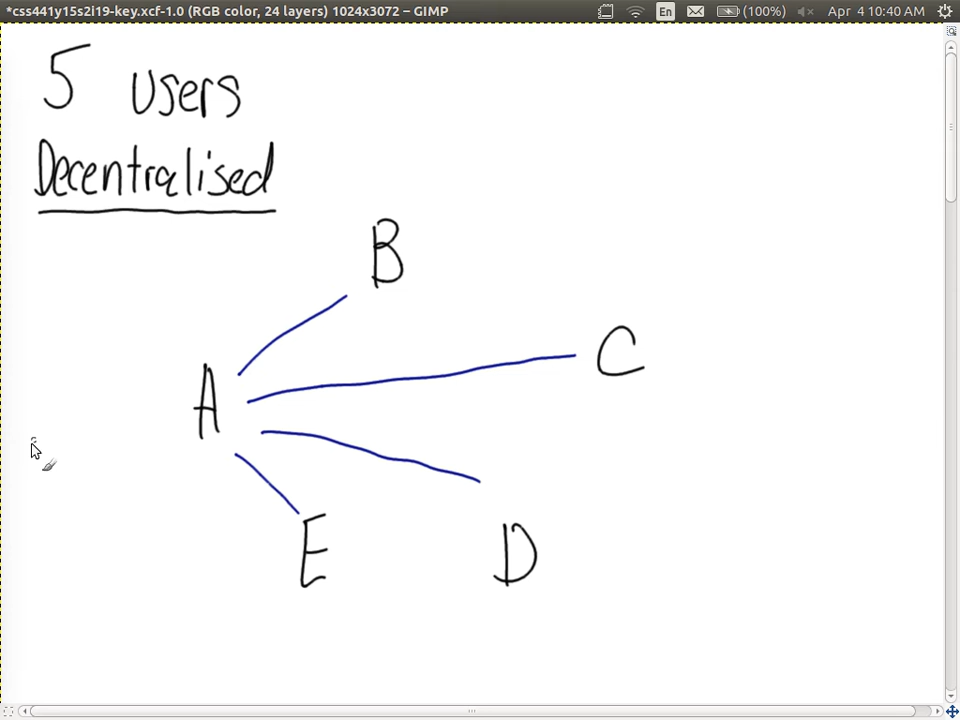 *css441y15s2i19-key.xcf-1.0 (RGB color, 24 layers) 1024x3072 – GIMP
En
(100%)
Apr 4 10:40 AM
5 Users
Decentralised
B
C
A
E
D